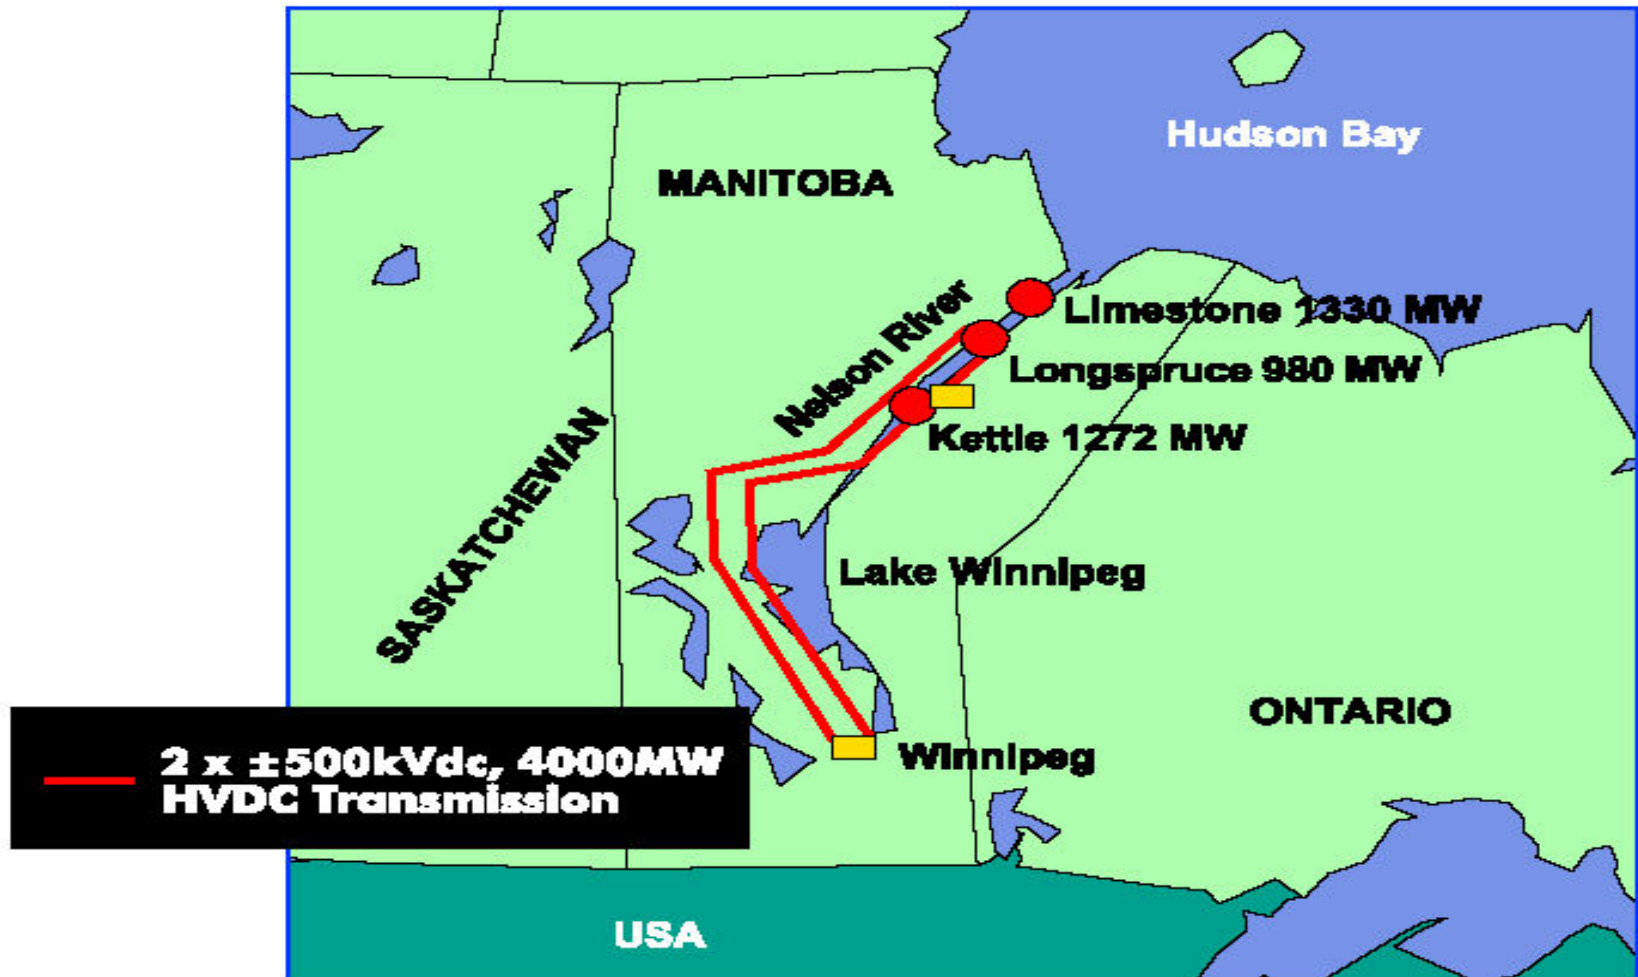 Hudson Bay
MANITOBA
Nelson River
Limestone 1330 MW
Longspruce 980 MW
Kettle 1272 MW
SASKATCHEWAN
Lake Winnipeg
ONTARIO
Winnipeg
2 x ±500kVdc, 4000MW
HVDC Transmission
USA